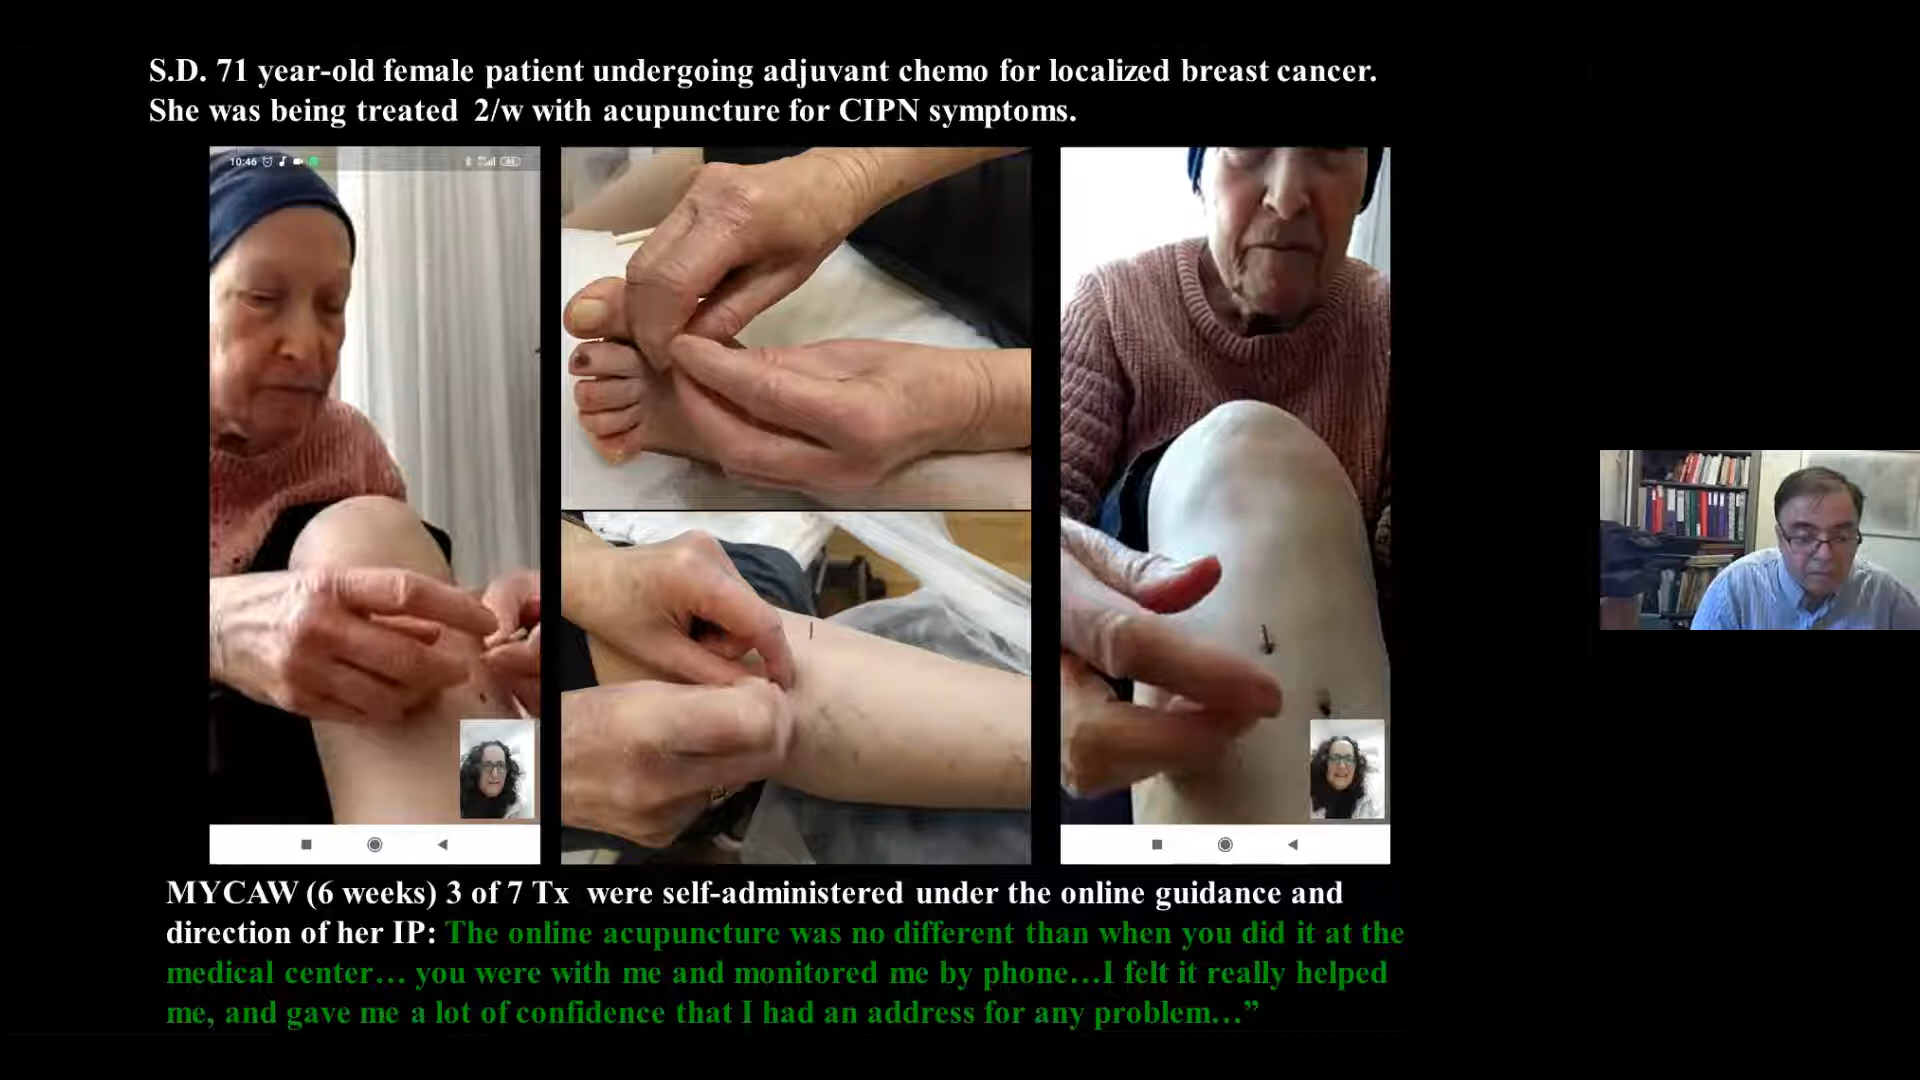 S.D. 71 year-old female patient undergoing adjuvant chemo for localized breast cancer.
She was being treated 2/w with acupuncture for CIPN symptoms.
10:46
MYCAW (6 weeks) 3 of 7 Tx were self-administered under the online guidance and
direction of her IP: The online acupuncture was no different than when you did it at the
medical center… you were with me and monitored me by phone…I felt it really helped
me, and gave me a lot of confidence that I had an address for any problem…”